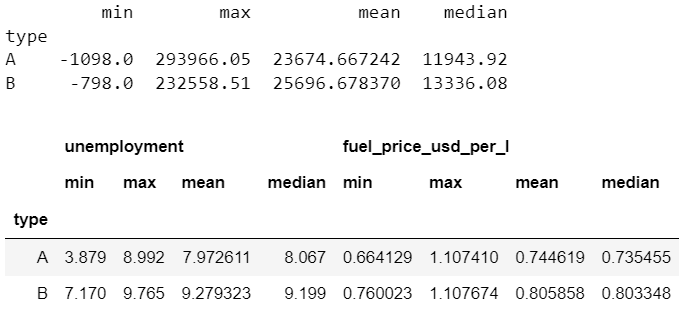 min max mean median
type
A -1098.0 293966.05 23674.667242 11943.92
B -798.0 232558.51 25696.678370 13336.08
unemployment fuel_price_usd_per_l
min max mean median min max mean median
type
A 3.879 8.992 7.972611 8.067 0.664129 1.107410 0.744619 0.735455
B 7.170 9.765 9.279323 9.199 0.760023 1.107674 0.805858 0.803348